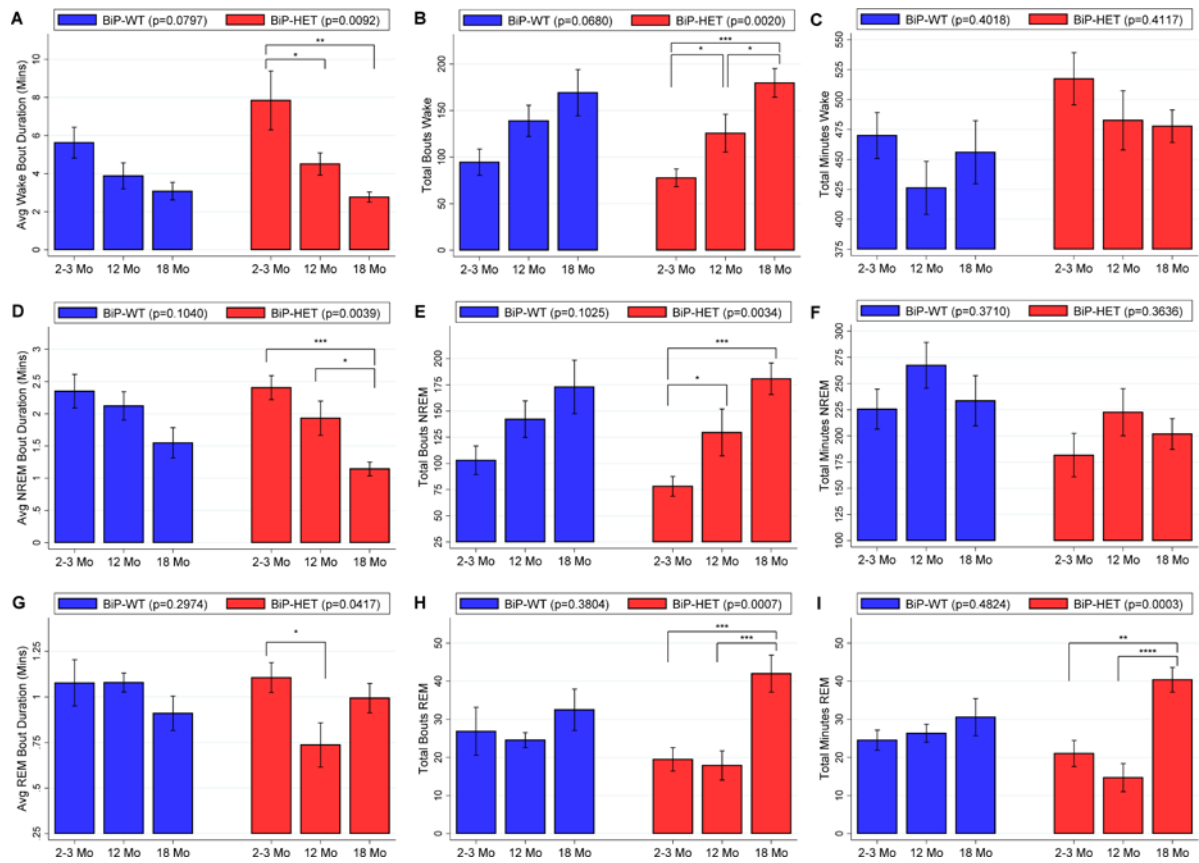 A
BiP-WT (p=0.0797) BiP-HET (p=0.0092)
Avg Wake Bout Duration (Mins)
10
8
6
4
2
0
**
*
2-3 Mo 12 Mo 18 Mo 2-3 Mo 12 Mo 18 Mo
B
BiP-WT (p=0.0680) BiP-HET (p=0.0020)
Total Bouts Wake
200
150
100
50
0
***
* *
2-3 Mo 12 Mo 18 Mo 2-3 Mo 12 Mo 18 Mo
C
BiP-WT (p=0.4018) BiP-HET (p=0.4117)
Total Minutes Wake
550
525
500
475
450
425
400
375
2-3 Mo 12 Mo 18 Mo 2-3 Mo 12 Mo 18 Mo
D
BiP-WT (p=0.1040) BiP-HET (p=0.0039)
Avg NREM Bout Duration (Mins)
3
2.5
2
1.5
1
.5
0
***
*
2-3 Mo 12 Mo 18 Mo 2-3 Mo 12 Mo 18 Mo
E
BiP-WT (p=0.1025) BiP-HET (p=0.0034)
Total Bouts NREM
200
175
150
125
100
75
50
25
***
*
2-3 Mo 12 Mo 18 Mo 2-3 Mo 12 Mo 18 Mo
F
BiP-WT (p=0.3710) BiP-HET (p=0.3636)
Total Minutes NREM
300
275
250
225
200
175
150
125
100
2-3 Mo 12 Mo 18 Mo 2-3 Mo 12 Mo 18 Mo
G
BiP-WT (p=0.2974) BiP-HET (p=0.0417)
Avg REM Bout Duration (Mins)
1.25
1
.75
.5
.25
*
2-3 Mo 12 Mo 18 Mo 2-3 Mo 12 Mo 18 Mo
H
BiP-WT (p=0.3804) BiP-HET (p=0.0007)
Total Bouts REM
50
40
30
20
10
0
***
***
2-3 Mo 12 Mo 18 Mo 2-3 Mo 12 Mo 18 Mo
I
BiP-WT (p=0.4824) BiP-HET (p=0.0003)
Total Minutes REM
50
40
30
20
10
0
**
****
2-3 Mo 12 Mo 18 Mo 2-3 Mo 12 Mo 18 Mo